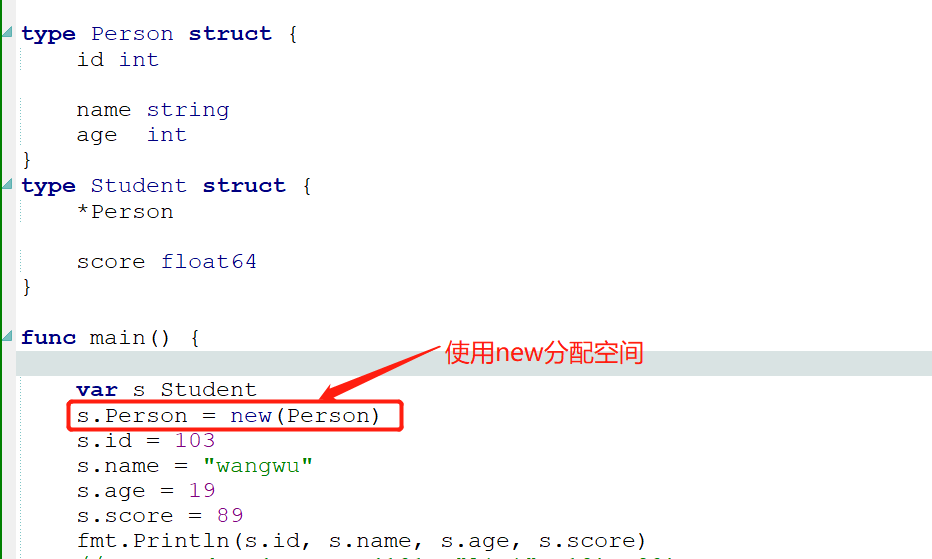 type Person struct {
id int
name string
age  int
}
type Student struct {
*Person
score float64
}
func main() {
使用new分配空间
var s Student
s.Person = new(Person)
s.id = 103
s.name = "wangwu"
s.age = 19
s.score = 89
fmt.Println(s.id, s.name, s.age, s.score)